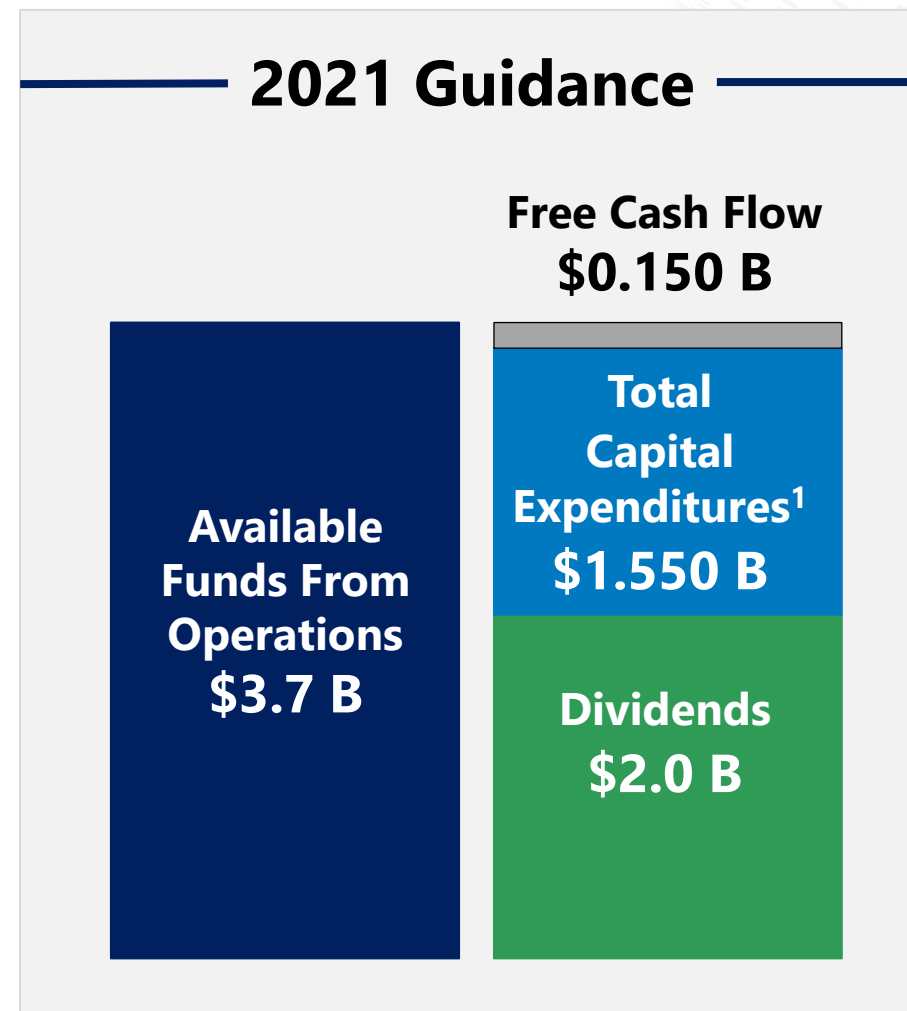 2021 Guidance
Free Cash Flow
$0.150 B
Available
Funds From
Operations
$3.7 B
Total
Capital
Expenditures¹
$1.550 B
Dividends
$2.0 B